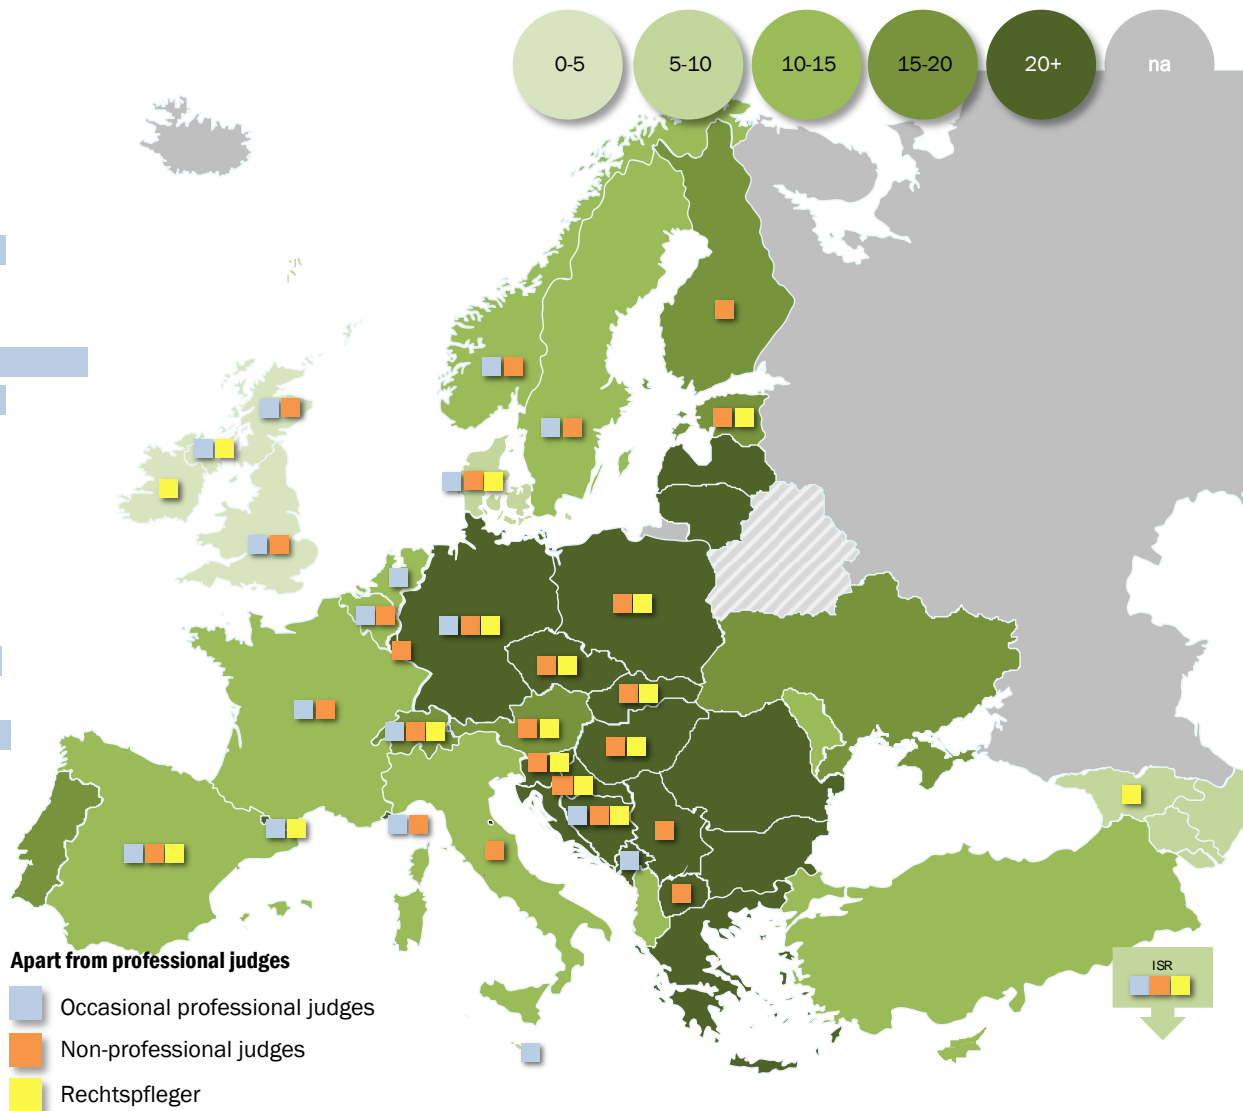 0-5
5-10
10-15
15-20
20+
na
ISR
Apart from professional judges
Occasional professional judges
Non-professional judges
Rechtspfleger